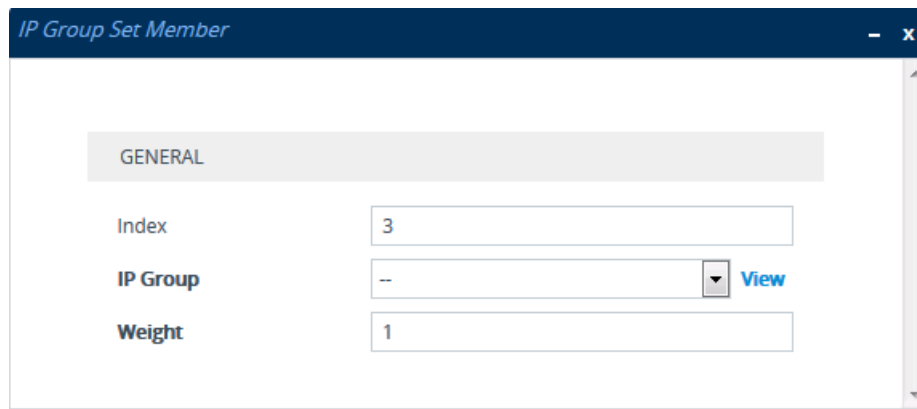 IP Group Set Member – x
GENERAL
Index 3
IP Group -- View
Weight 1